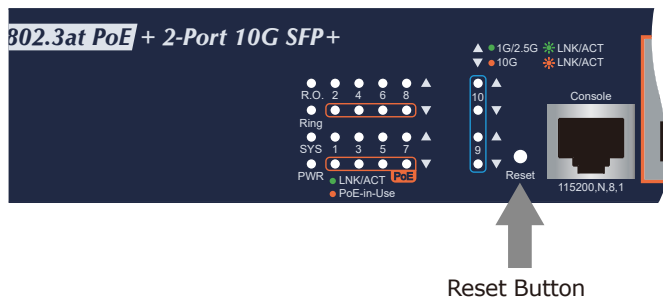 802.3at PoE + 2-Port 10G SFP+
▲ ● 1G/2.5G LNK/ACT
▼ ● 10G LNK/ACT
R.O. 2 4 6 8 ▲ 10 ▲
Ring ▼ ▼
SYS 1 3 5 7 ▲ 9 ▲
PWR ▼ ▼
● LNK/ACT PoE
● PoE-in-Use
Reset
Console
115200,N,8,1
Reset Button